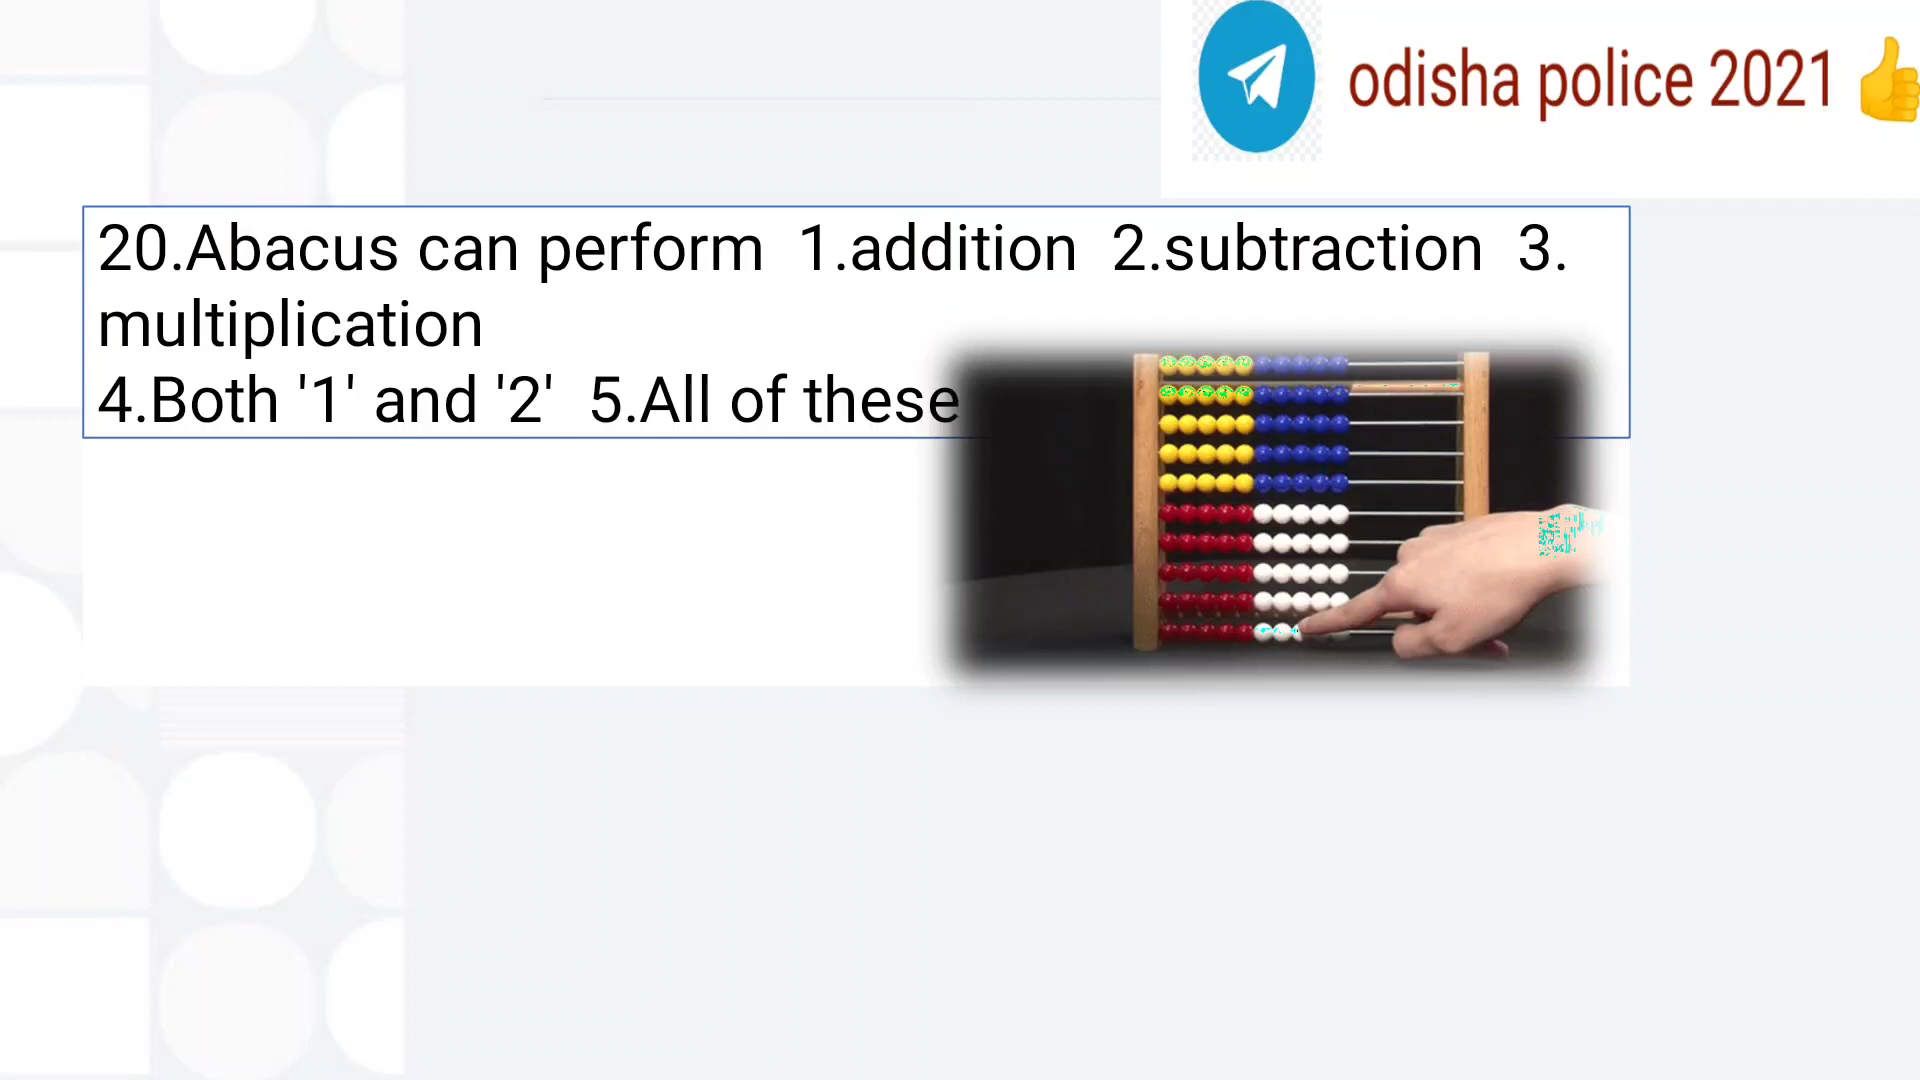 odisha police 2021 👍
20.Abacus can perform  1.addition  2.subtraction  3.
multiplication
4.Both '1' and '2'  5.All of these